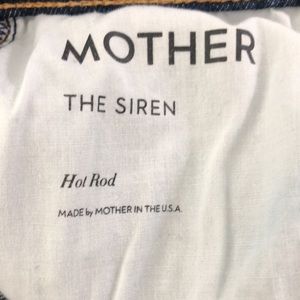 MOTHER
THE SIREN
Hot Rod
MADE by MOTHER IN THE U.S.A.